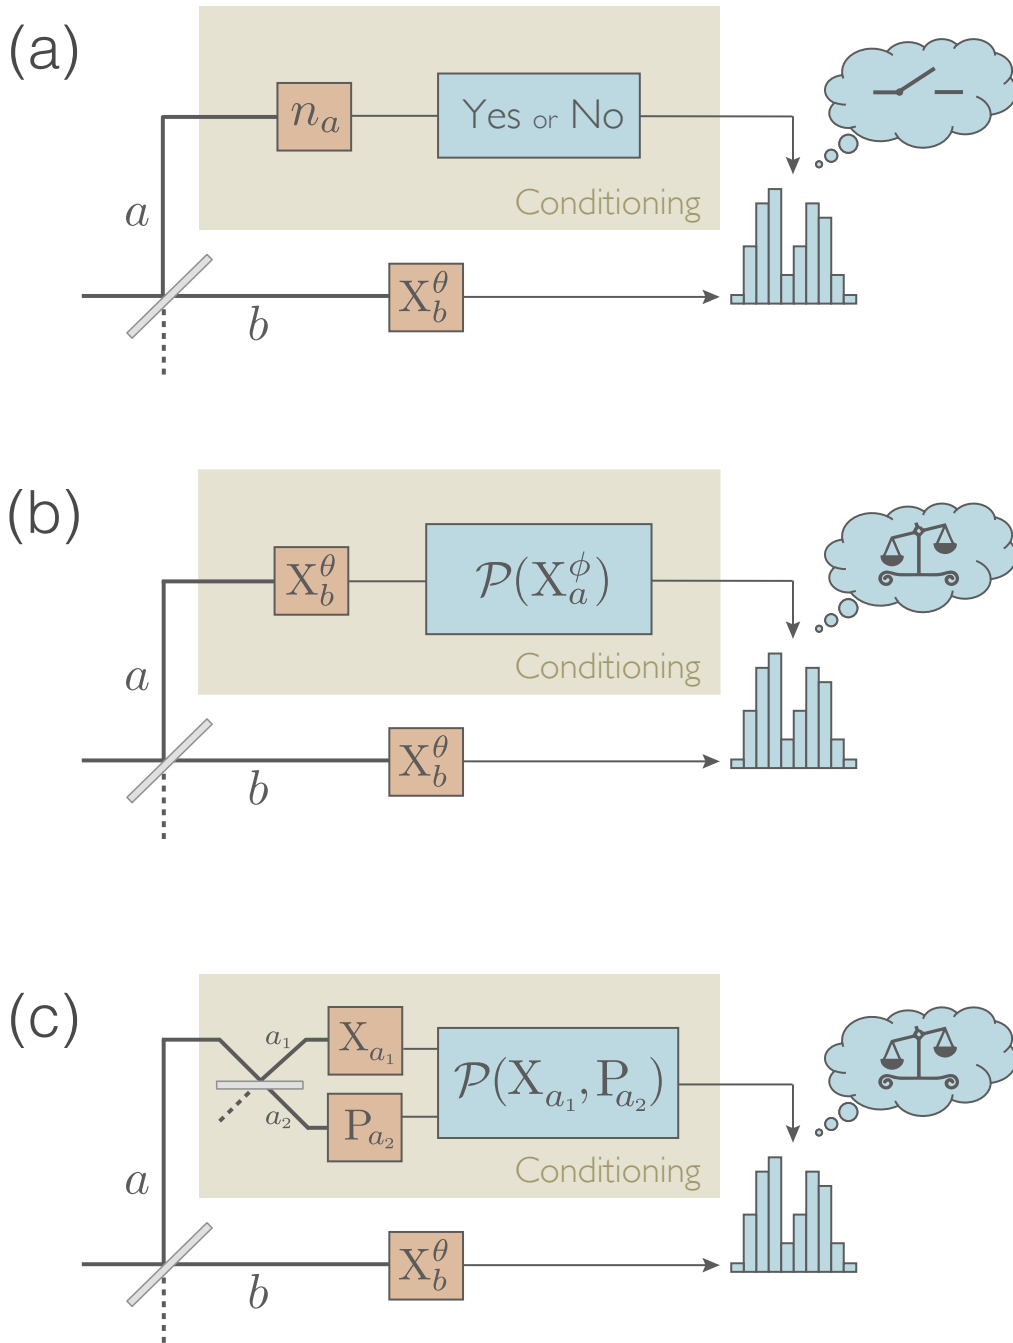 (a)
n_a
Yes or No
Conditioning
a
X_b^θ
b
(b)
X_b^θ
𝒫(X_a^ϕ)
Conditioning
a
X_b^θ
b
(c)
a_1
X_{a_1}
𝒫(X_{a_1}, P_{a_2})
a_2
P_{a_2}
Conditioning
a
X_b^θ
b